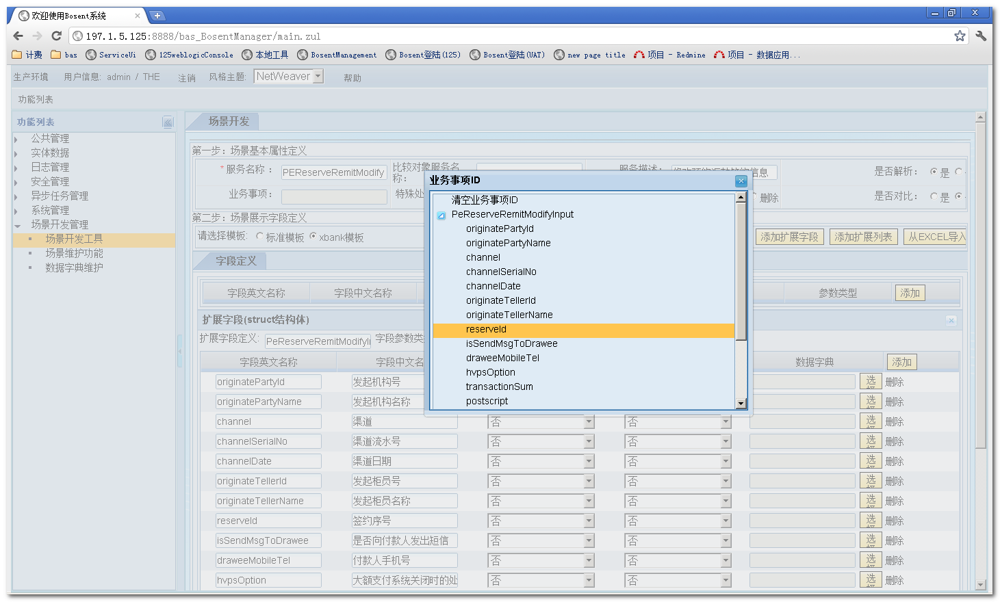 欢迎使用Bosent系统
197.1.5.125:8888/bas_BosentManager/main.zul
计费 bas ServiceUi 125weblogicConsole 本地工具 BosentManagement Bosent登陆(125) Bosent登陆(UAT) new page title 项目 - Redmine 项目 - 数据应用...
生产环境 用户信息: admin / THE 注销 风格主题: NetWeaver 帮助
功能列表
功能列表
公共管理
实体数据
日志管理
安全管理
异步任务管理
系统管理
场景开发管理
场景开发工具
场景维护功能
数据字典维护
场景开发
第一步：场景基本属性定义
*服务名称： PEReserveRemitModify 比较对象服务名称： 服务描述： 是否解析： 是
业务事项： 特殊处 删除 是否对比： 是
第二步：场景展示字段定义
请选择模板: 标准模板 xbank模板 添加扩展字段 添加扩展列表 从EXCEL导入
字段定义
字段英文名称 字段中文名称 参数类型 添加
扩展字段(struct结构体)
扩展字段定义: PeReserveRemitModifyI 字段参数类
字段英文名称 字段中文名 数据字典 添加
originatePartyId 发起机构号 选择 删除
originatePartyName 发起机构名称 选择 删除
channel 渠道 否 否 选择 删除
channelSerialNo 渠道流水号 否 否 选择 删除
channelDate 渠道日期 否 否 选择 删除
originateTellerId 发起柜员号 否 否 选择 删除
originateTellerName 发起柜员名称 否 否 选择 删除
reserveId 签约序号 否 否 选择 删除
isSendMsgToDrawee 是否向付款人发出短信 否 否 选择 删除
draweeMobileTel 付款人手机号 否 否 选择 删除
hvpsOption 大额支付系统关闭时的处 否 否 选择 删除
业务事项ID
清空业务事项ID
PeReserveRemitModifyInput
originatePartyId
originatePartyName
channel
channelSerialNo
channelDate
originateTellerId
originateTellerName
reserveId
isSendMsgToDrawee
draweeMobileTel
hvpsOption
transactionSum
postscript